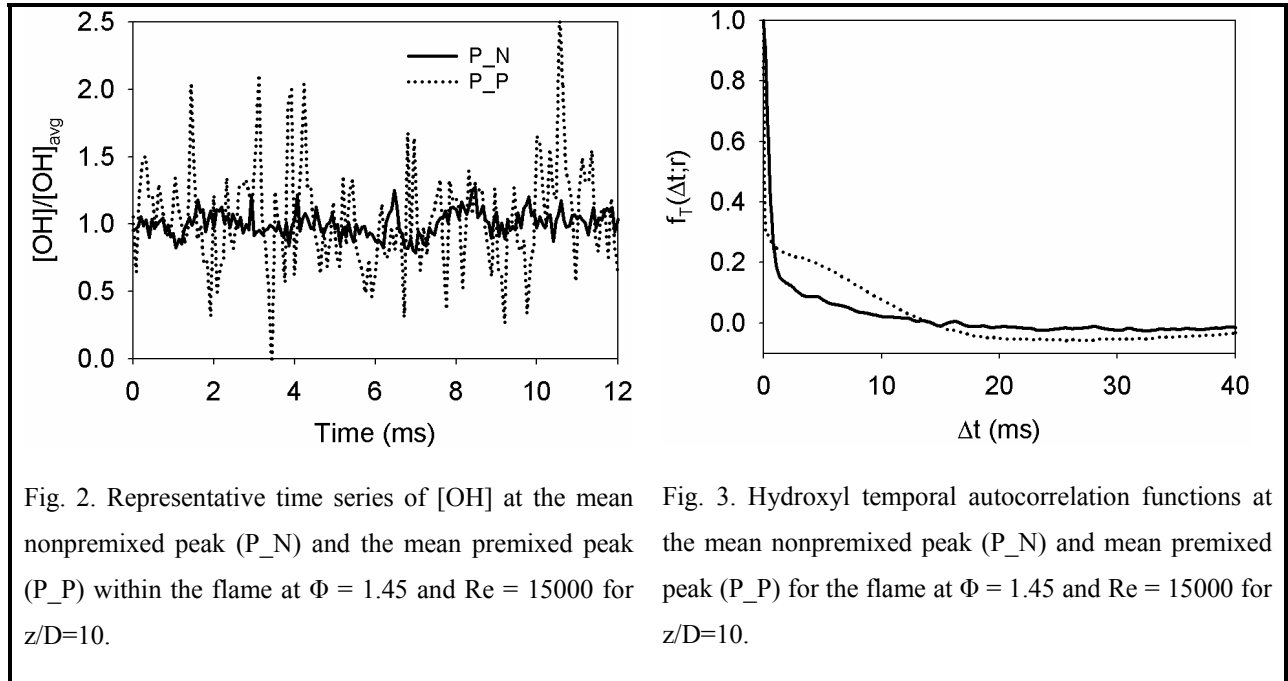 2.5
2.0
1.5
1.0
0.5
0.0
[OH]/[OH]avg
P_N
P_P
0 2 4 6 8 10 12
Time (ms)
1.0
0.8
0.6
0.4
0.2
0.0
fT(Δt;r)
0 10 20 30 40
Δt (ms)
Fig. 2. Representative time series of [OH] at the mean
nonpremixed peak (P_N) and the mean premixed peak
(P_P) within the flame at Φ = 1.45 and Re = 15000 for
z/D=10.
Fig. 3. Hydroxyl temporal autocorrelation functions at
the mean nonpremixed peak (P_N) and mean premixed
peak (P_P) for the flame at Φ = 1.45 and Re = 15000 for
z/D=10.